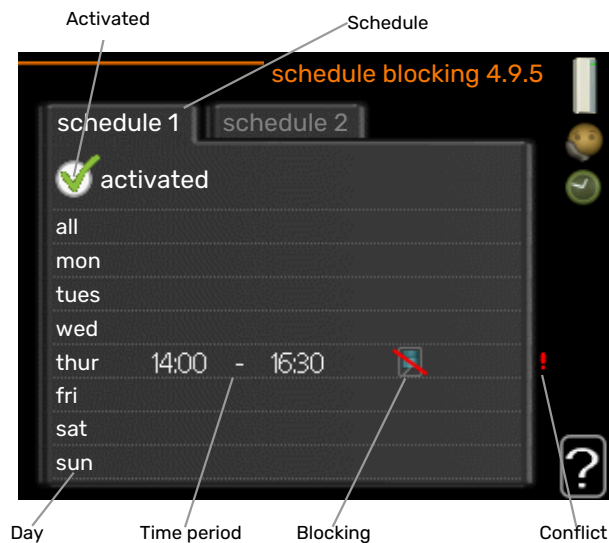 Activated
Schedule
schedule blocking 4.9.5
schedule 1
schedule 2
activated
all
mon
tues
wed
thur 14:00 - 16:30 !
fri
sat
sun
?
Day Time period Blocking Conflict